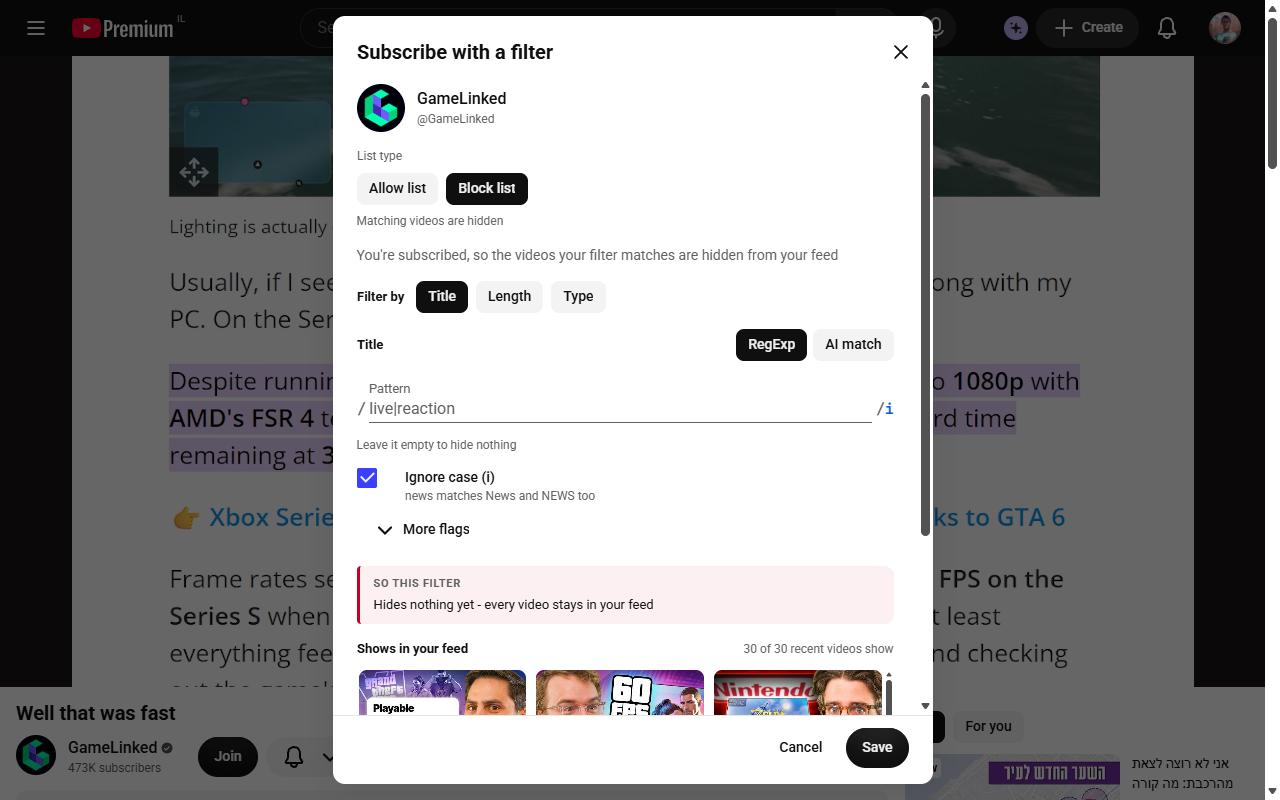 Premium IL
Se
Create
Subscribe with a filter
GameLinked
@GameLinked
List type
Allow list
Block list
Matching videos are hidden
You're subscribed, so the videos your filter matches are hidden from your feed
Filter by
Title
Length
Type
Title
RegExp
AI match
Pattern
/ live|reaction /i
Leave it empty to hide nothing
Ignore case (i)
news matches News and NEWS too
More flags
SO THIS FILTER
Hides nothing yet - every video stays in your feed
Shows in your feed
30 of 30 recent videos show
grand theft
Playable
60
FPS
Nintendo
Cancel
Save
Lighting is actually
Usually, if I see
ong with my
PC. On the Ser
Despite runnin
o 1080p with
AMD's FSR 4 t
rd time
remaining at 3
Xbox Serie
ks to GTA 6
Frame rates se
FPS on the
Series S when
t least
everything fee
nd checking
Well that was fast
GameLinked
473K subscribers
Join
For you
השער החדש לעיר
אני לא רוצה לצאת
מהרכבת: מה קורה